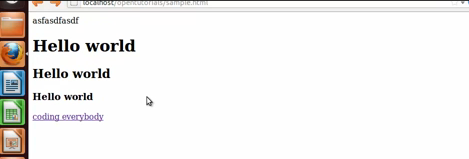 localhost/opentutorials/sample.html
asfasdfasdf
Hello world
Hello world
Hello world
coding everybody